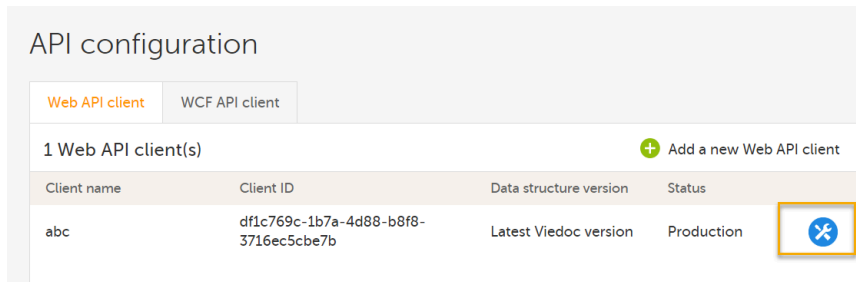 API configuration
Web API client WCF API client
1 Web API client(s) Add a new Web API client
Client name Client ID Data structure version Status
abc df1c769c-1b7a-4d88-b8f8- Latest Viedoc version Production
3716ec5cbe7b